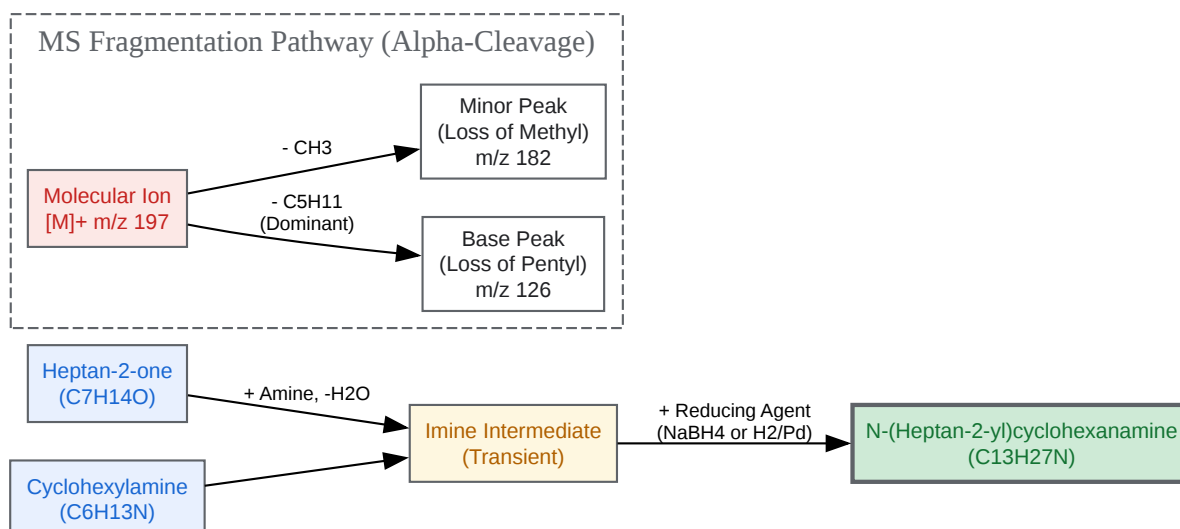 MS Fragmentation Pathway (Alpha-Cleavage)
Molecular Ion
[M]+ m/z 197
- CH3
- C5H11
(Dominant)
Minor Peak
(Loss of Methyl)
m/z 182
Base Peak
(Loss of Pentyl)
m/z 126
Heptan-2-one
(C7H14O)
Cyclohexylamine
(C6H13N)
+ Amine, -H2O
Imine Intermediate
(Transient)
+ Reducing Agent
(NaBH4 or H2/Pd)
N-(Heptan-2-yl)cyclohexanamine
(C13H27N)